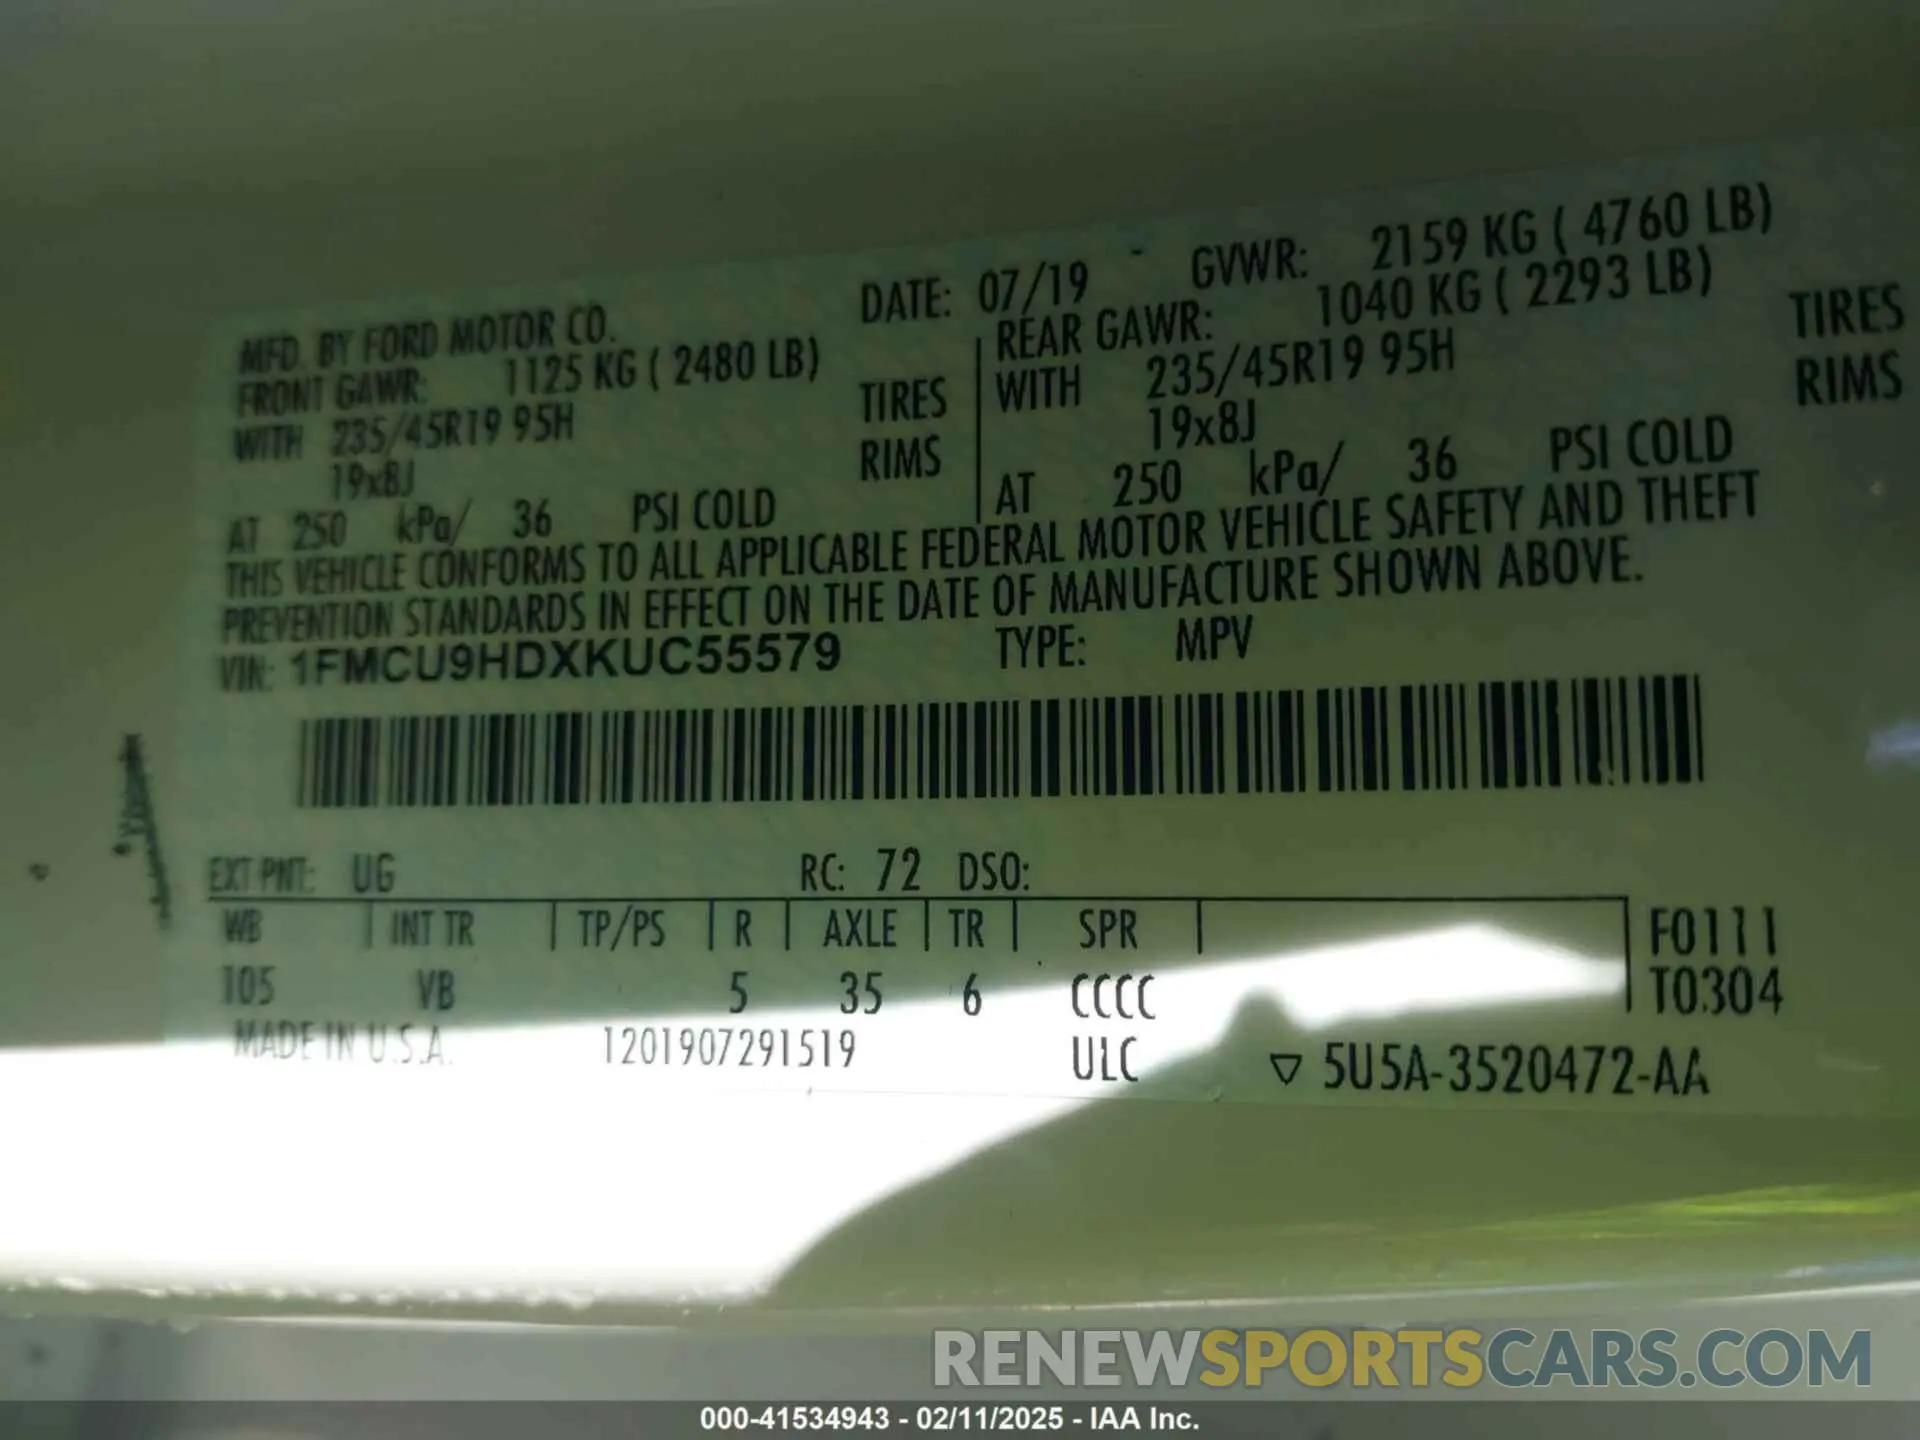 MFD. BY FORD MOTOR CO. DATE: 07/19 GVWR: 2159 KG ( 4760 LB)
FRONT GAWR: 1125 KG ( 2480 LB) REAR GAWR: 1040 KG ( 2293 LB)
WITH 235/45R19 95H TIRES WITH 235/45R19 95H TIRES
19x8J RIMS 19x8J RIMS
AT 250 kPa/ 36 PSI COLD AT 250 kPa/ 36 PSI COLD
THIS VEHICLE CONFORMS TO ALL APPLICABLE FEDERAL MOTOR VEHICLE SAFETY AND THEFT
PREVENTION STANDARDS IN EFFECT ON THE DATE OF MANUFACTURE SHOWN ABOVE.
VIN: 1FMCU9HDXKUC55579 TYPE: MPV
EXT PNT: UG RC: 72 DSO:
WB INT TR TP/PS R AXLE TR SPR F0111
105 VB 5 35 6 CCCC T0304
MADE IN U.S.A. 1201907291519 ULC ▽ 5U5A-3520472-AA
RENEWSPORTSCARS.COM
000-41534943 - 02/11/2025 - IAA Inc.